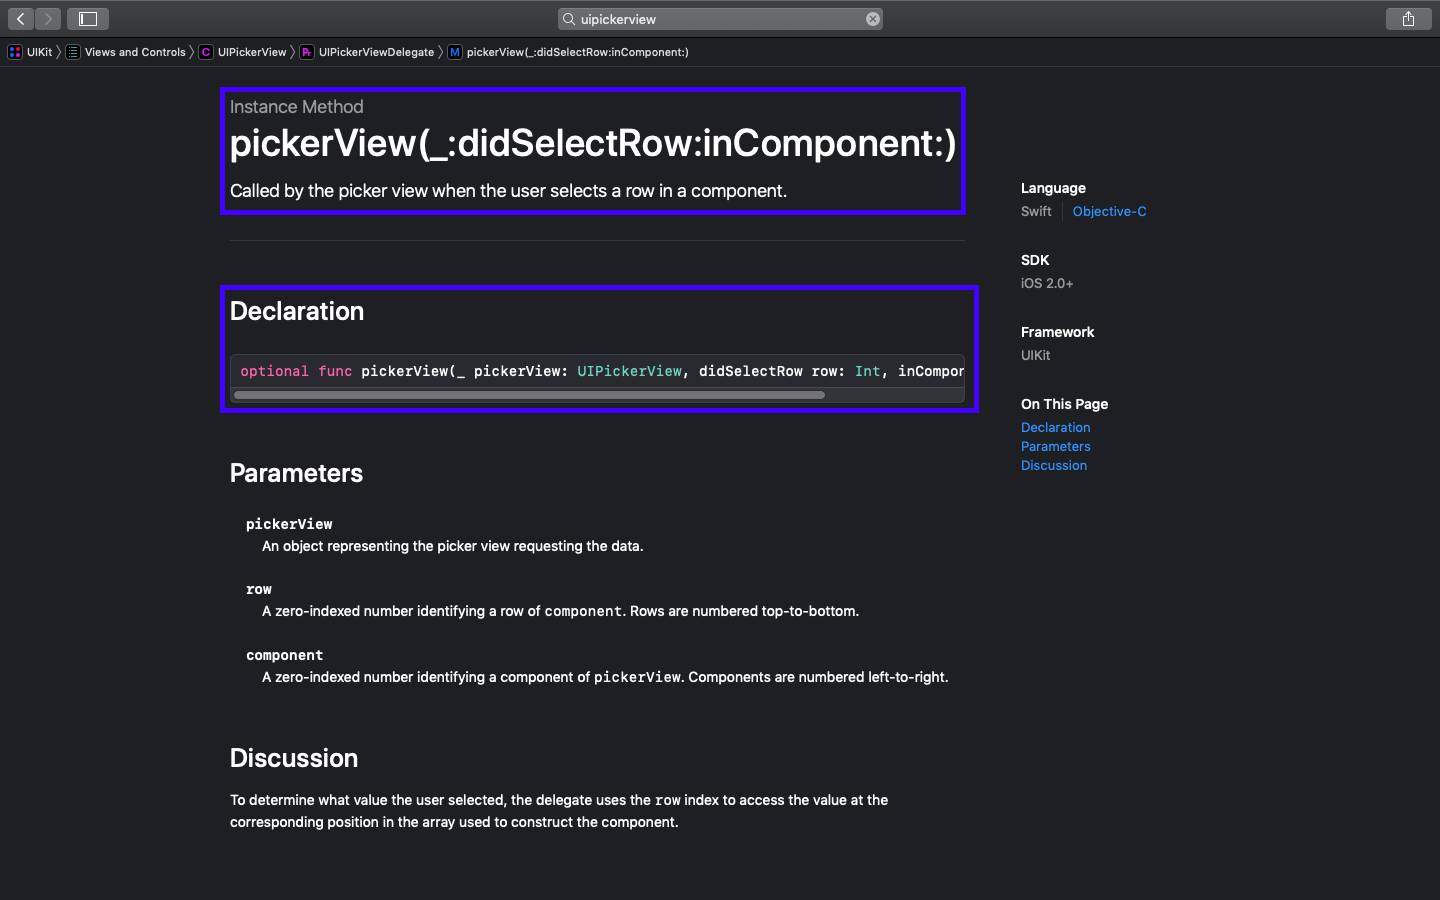 uipickerview
UIKit
Views and Controls
C UIPickerView
Pr UIPickerViewDelegate
M pickerView(_:didSelectRow:inComponent:)
Instance Method
pickerView(_:didSelectRow:inComponent:)
Called by the picker view when the user selects a row in a component.
Declaration
optional func pickerView(_ pickerView: UIPickerView, didSelectRow row: Int, inCompon
Parameters
pickerView
An object representing the picker view requesting the data.
row
A zero-indexed number identifying a row of component. Rows are numbered top-to-bottom.
component
A zero-indexed number identifying a component of pickerView. Components are numbered left-to-right.
Discussion
To determine what value the user selected, the delegate uses the row index to access the value at the
corresponding position in the array used to construct the component.
Language
Swift Objective-C
SDK
iOS 2.0+
Framework
UIKit
On This Page
Declaration
Parameters
Discussion